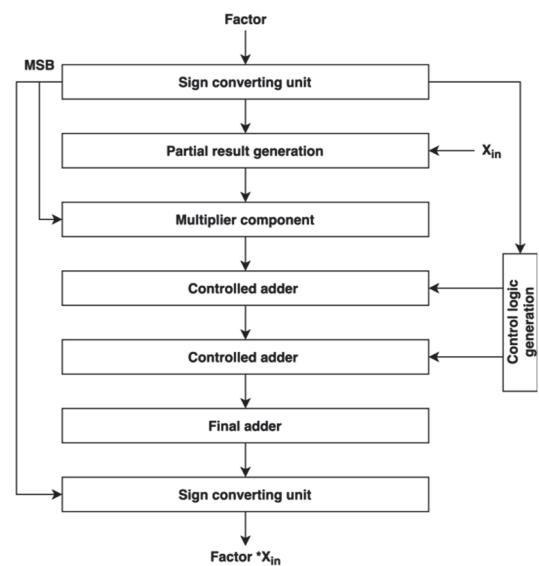 Factor
MSB
Sign converting unit
Partial result generation
Xin
Multiplier component
Controlled adder
Control logic
generation
Controlled adder
Final adder
Sign converting unit
Factor *Xin